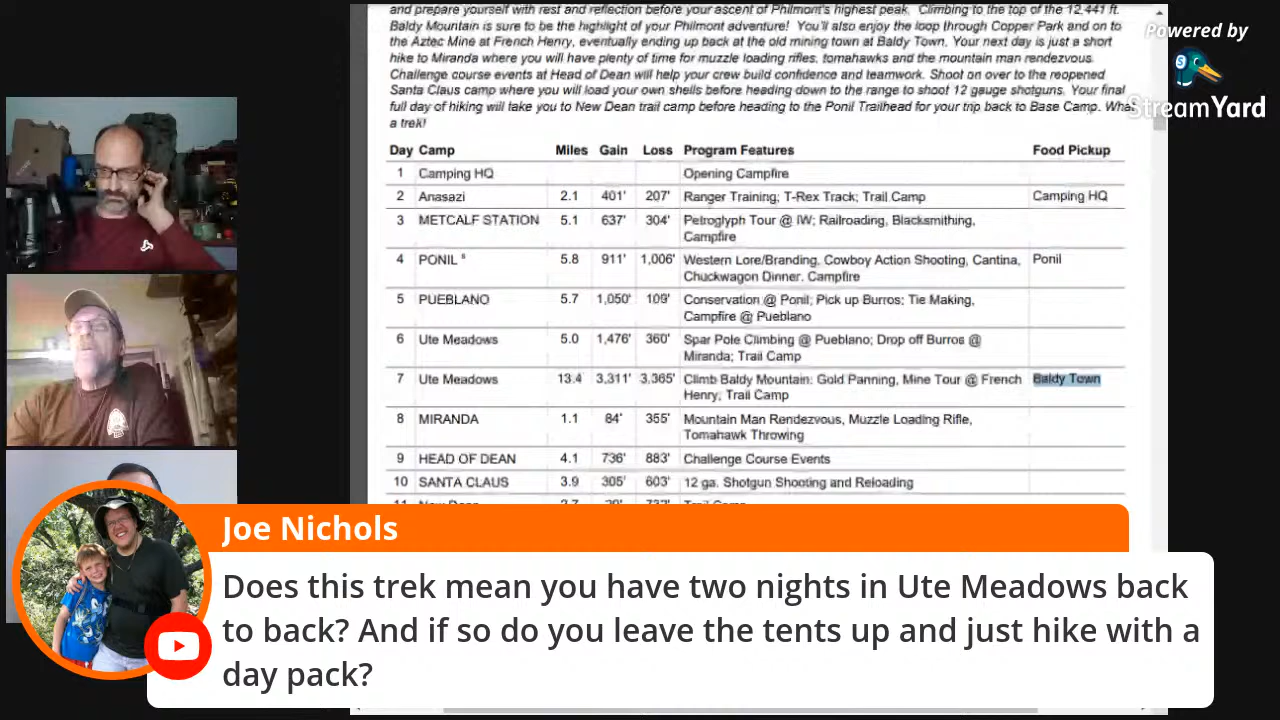 and prepare yourself with rest and reflection before your ascent of Philmont's highest peak. Climbing to the top of the 12,441 ft.
Baldy Mountain is sure to be the highlight of your Philmont adventure! You'll also enjoy the loop through Copper Park and on to
the Aztec Mine at French Henry, eventually ending up back at the old mining town at Baldy Town. Your next day is just a short
hike to Miranda where you will have plenty of time for muzzle loading rifles, tomahawks and the mountain man rendezvous.
Challenge course events at Head of Dean will help your crew build confidence and teamwork. Shoot on over to the reopened
Santa Claus camp where you will load your own shells before heading down to the range to shoot 12 gauge shotguns. Your final
full day of hiking will take you to New Dean trail camp before heading to the Ponil Trailhead for your trip back to Base Camp. What
a trek!
Powered by
StreamYard
Day Camp Miles Gain Loss Program Features Food Pickup
1 Camping HQ Opening Campfire
2 Anasazi 2.1 401' 207' Ranger Training; T-Rex Track; Trail Camp Camping HQ
3 METCALF STATION 5.1 637' 304' Petroglyph Tour @ IW; Railroading, Blacksmithing,
Campfire
4 PONIL 5.8 911' 1,006' Western Lore/Branding, Cowboy Action Shooting, Cantina, Ponil
Chuckwagon Dinner, Campfire
5 PUEBLANO 5.7 1,050' 109' Conservation @ Ponil; Pick up Burros; Tie Making,
Campfire @ Pueblano
6 Ute Meadows 5.0 1,476' 360' Spar Pole Climbing @ Pueblano; Drop off Burros @
Miranda; Trail Camp
7 Ute Meadows 13.4 3,311' 3,365' Climb Baldy Mountain: Gold Panning, Mine Tour @ French Baldy Town
Henry; Trail Camp
8 MIRANDA 1.1 84' 355' Mountain Man Rendezvous, Muzzle Loading Rifle,
Tomahawk Throwing
9 HEAD OF DEAN 4.1 736' 883' Challenge Course Events
10 SANTA CLAUS 3.9 305' 603' 12 ga. Shotgun Shooting and Reloading
Joe Nichols
Does this trek mean you have two nights in Ute Meadows back
to back? And if so do you leave the tents up and just hike with a
day pack?